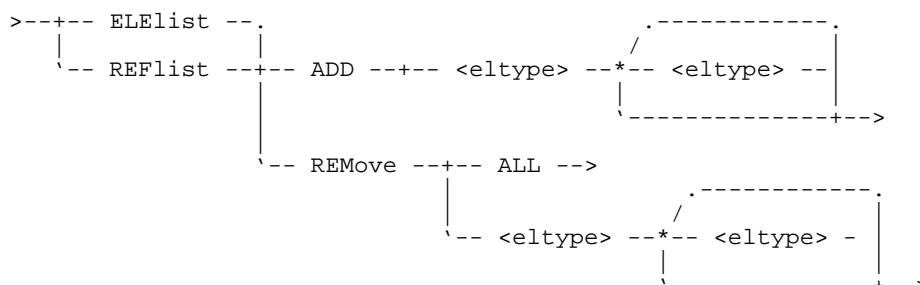 >--+-- ELElist --.                      .------------.
   |             |                     /             |
   `-- REFlist --+-- ADD --+-- <eltype> --*-- <eltype> --|
                 |                        |              |
                 |                        `--------------+-->
                 |
                 `-- REMove --+-- ALL -->
                              |                 .------------.
                              |                /             |
                              `-- <eltype> --*-- <eltype> - |
                                             |              |
                                             `--------------+-->